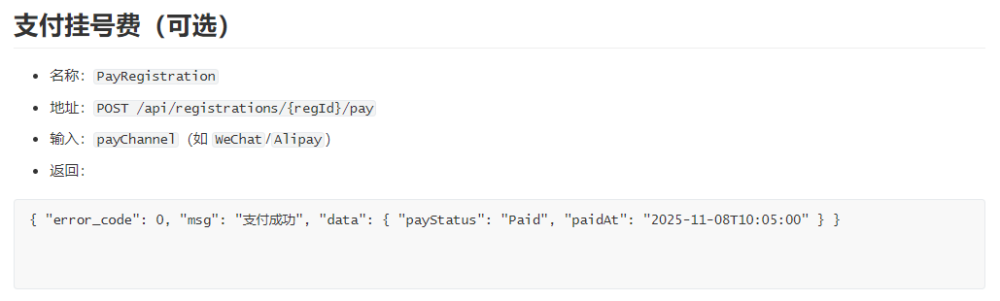 支付挂号费（可选）
名称：PayRegistration
地址：POST /api/registrations/{regId}/pay
输入：payChannel（如 WeChat/Alipay）
返回：
{ "error_code": 0, "msg": "支付成功", "data": { "payStatus": "Paid", "paidAt": "2025-11-08T10:05:00" } }